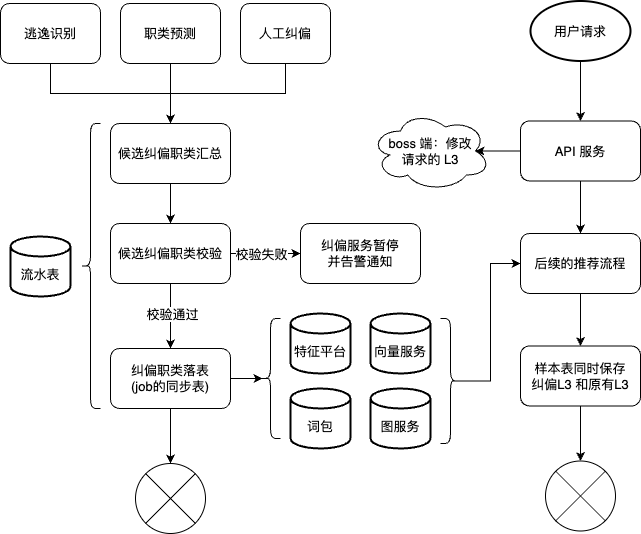 逃逸识别
职类预测
人工纠偏
用户请求
候选纠偏职类汇总
boss 端：修改
请求的 L3
API 服务
候选纠偏职类校验
校验失败
纠偏服务暂停
并告警通知
后续的推荐流程
流水表
校验通过
特征平台
向量服务
纠偏职类落表
(job的同步表)
样本表同时保存
纠偏L3 和原有L3
词包
图服务